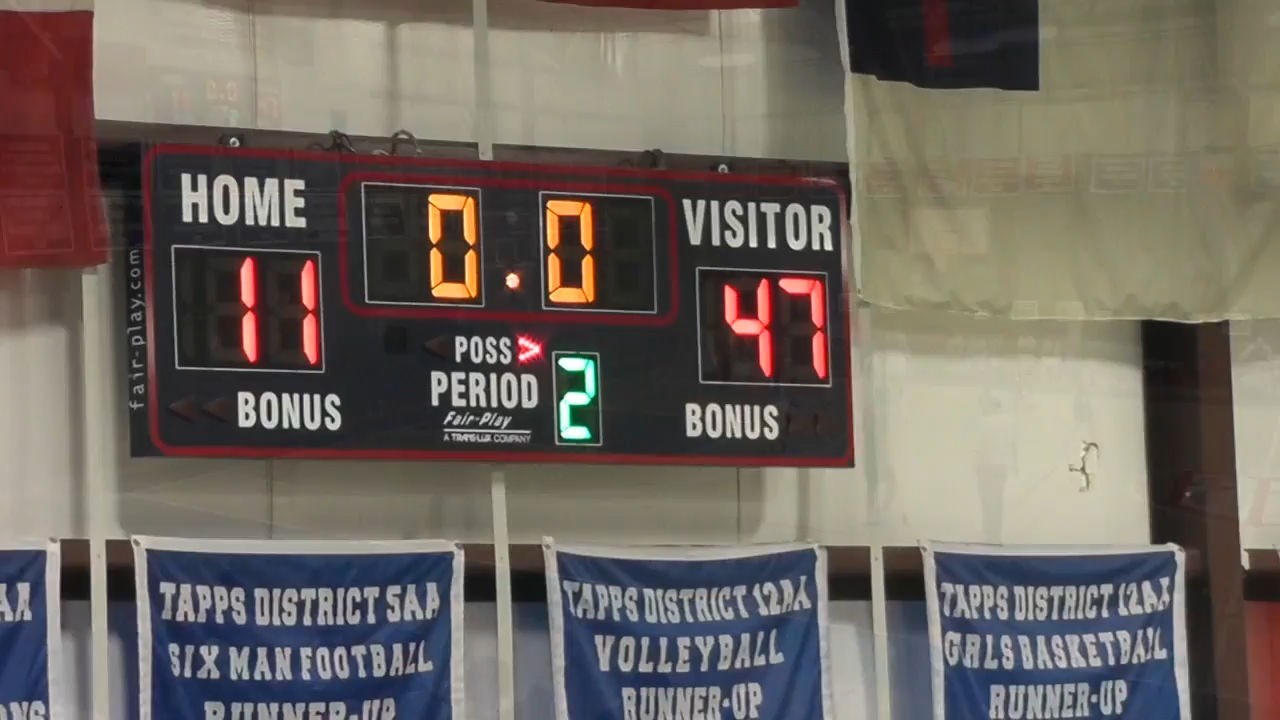 HOME
0.0
VISITOR
11
47
fair-play.com
POSS
PERIOD
2
BONUS
BONUS
Fair-Play
A TRANS-LUX COMPANY
TAPPS DISTRICT 5AA
SIX MAN FOOTBALL
RUNNER-UP
TAPPS DISTRICT 12AX
VOLLEYBALL
RUNNER-UP
TAPPS DISTRICT 12AX
GIRLS BASKETBALL
RUNNER-UP